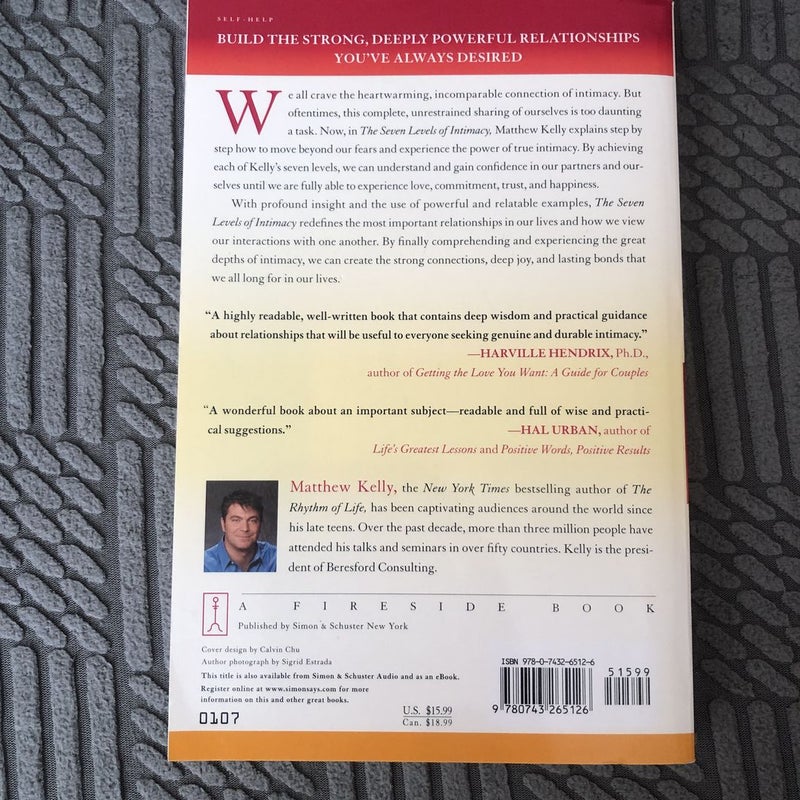 SELF-HELP
BUILD THE STRONG, DEEPLY POWERFUL RELATIONSHIPS
YOU'VE ALWAYS DESIRED
We all crave the heartwarming, incomparable connection of intimacy. But
oftentimes, this complete, unrestrained sharing of ourselves is too daunting
a task. Now, in The Seven Levels of Intimacy, Matthew Kelly explains step by
step how to move beyond our fears and experience the power of true intimacy. By achieving
each of Kelly's seven levels, we can understand and gain confidence in our partners and our-
selves until we are fully able to experience love, commitment, trust, and happiness.
With profound insight and the use of powerful and relatable examples, The Seven
Levels of Intimacy redefines the most important relationships in our lives and how we view
our interactions with one another. By finally comprehending and experiencing the great
depths of intimacy, we can create the strong connections, deep joy, and lasting bonds that
we all long for in our lives.
"A highly readable, well-written book that contains deep wisdom and practical guidance
about relationships that will be useful to everyone seeking genuine and durable intimacy."
—HARVILLE HENDRIX, Ph.D.,
author of Getting the Love You Want: A Guide for Couples
"A wonderful book about an important subject—readable and full of wise and practi-
cal suggestions." —HAL URBAN, author of
Life's Greatest Lessons and Positive Words, Positive Results
Matthew Kelly, the New York Times bestselling author of The
Rhythm of Life, has been captivating audiences around the world since
his late teens. Over the past decade, more than three million people have
attended his talks and seminars in over fifty countries. Kelly is the presi-
dent of Beresford Consulting.
A FIRESIDE BOOK
Published by Simon & Schuster New York
Cover design by Calvin Chu
Author photograph by Sigrid Estrada
This title is also available from Simon & Schuster Audio and as an eBook.
Register online at www.simonsays.com for more
information on this and other great books.
0107
U.S. $15.99
Can. $18.99
ISBN 978-0-7432-6512-6
51599
9 780743 265126